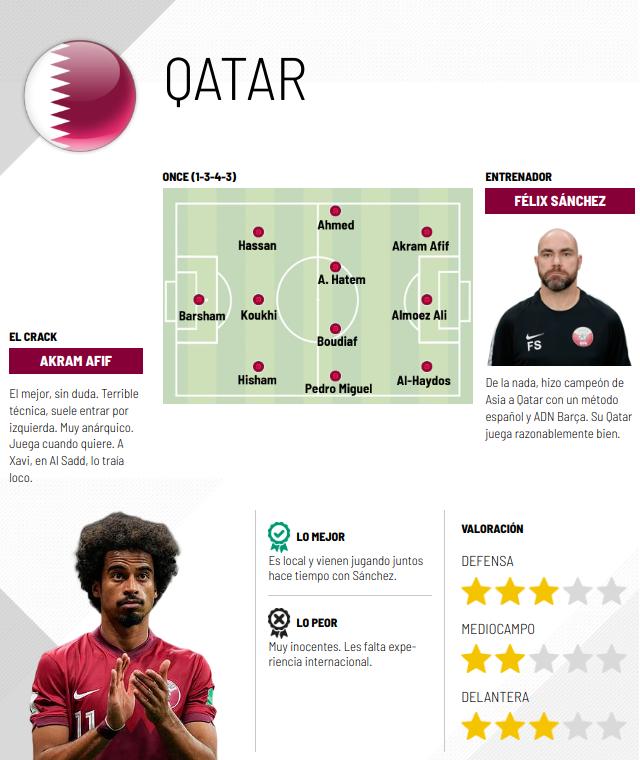 QATAR
ONCE (1-3-4-3)
Ahmed
Hassan
Akram Afif
A. Hatem
Barsham
Koukhi
Almoez Ali
Boudiaf
Hisham
Pedro Miguel
Al-Haydos
ENTRENADOR
FÉLIX SÁNCHEZ
FS
De la nada, hizo campeón de
Asia a Qatar con un método
español y ADN Barça. Su Qatar
juega razonablemente bien.
EL CRACK
AKRAM AFIF
El mejor, sin duda. Terrible
técnica, suele entrar por
izquierda. Muy anárquico.
Juega cuando quiere. A
Xavi, en Al Sadd, lo traía
loco.
11
LO MEJOR
Es local y vienen jugando juntos
hace tiempo con Sánchez.
LO PEOR
Muy inocentes. Les falta expe-
riencia internacional.
VALORACIÓN
DEFENSA
MEDIOCAMPO
DELANTERA